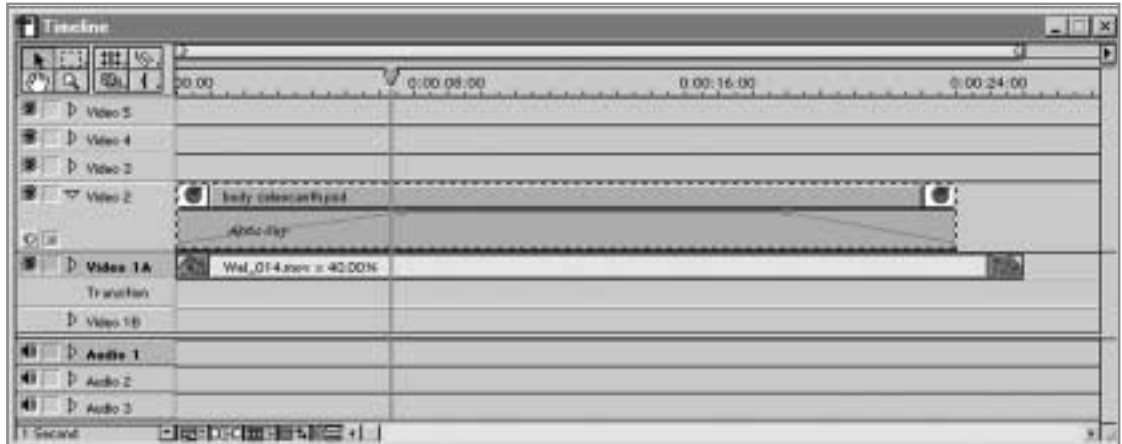 Timeline
00:00 0:00:08:00 0:00:16:00 0:00:24:00
Video 5
Video 4
Video 3
Video 2
Alpha Key
Video 1A Wal_014.mov = 40.00%
Transition
Video 1B
Audio 1
Audio 2
Audio 3
1 Second